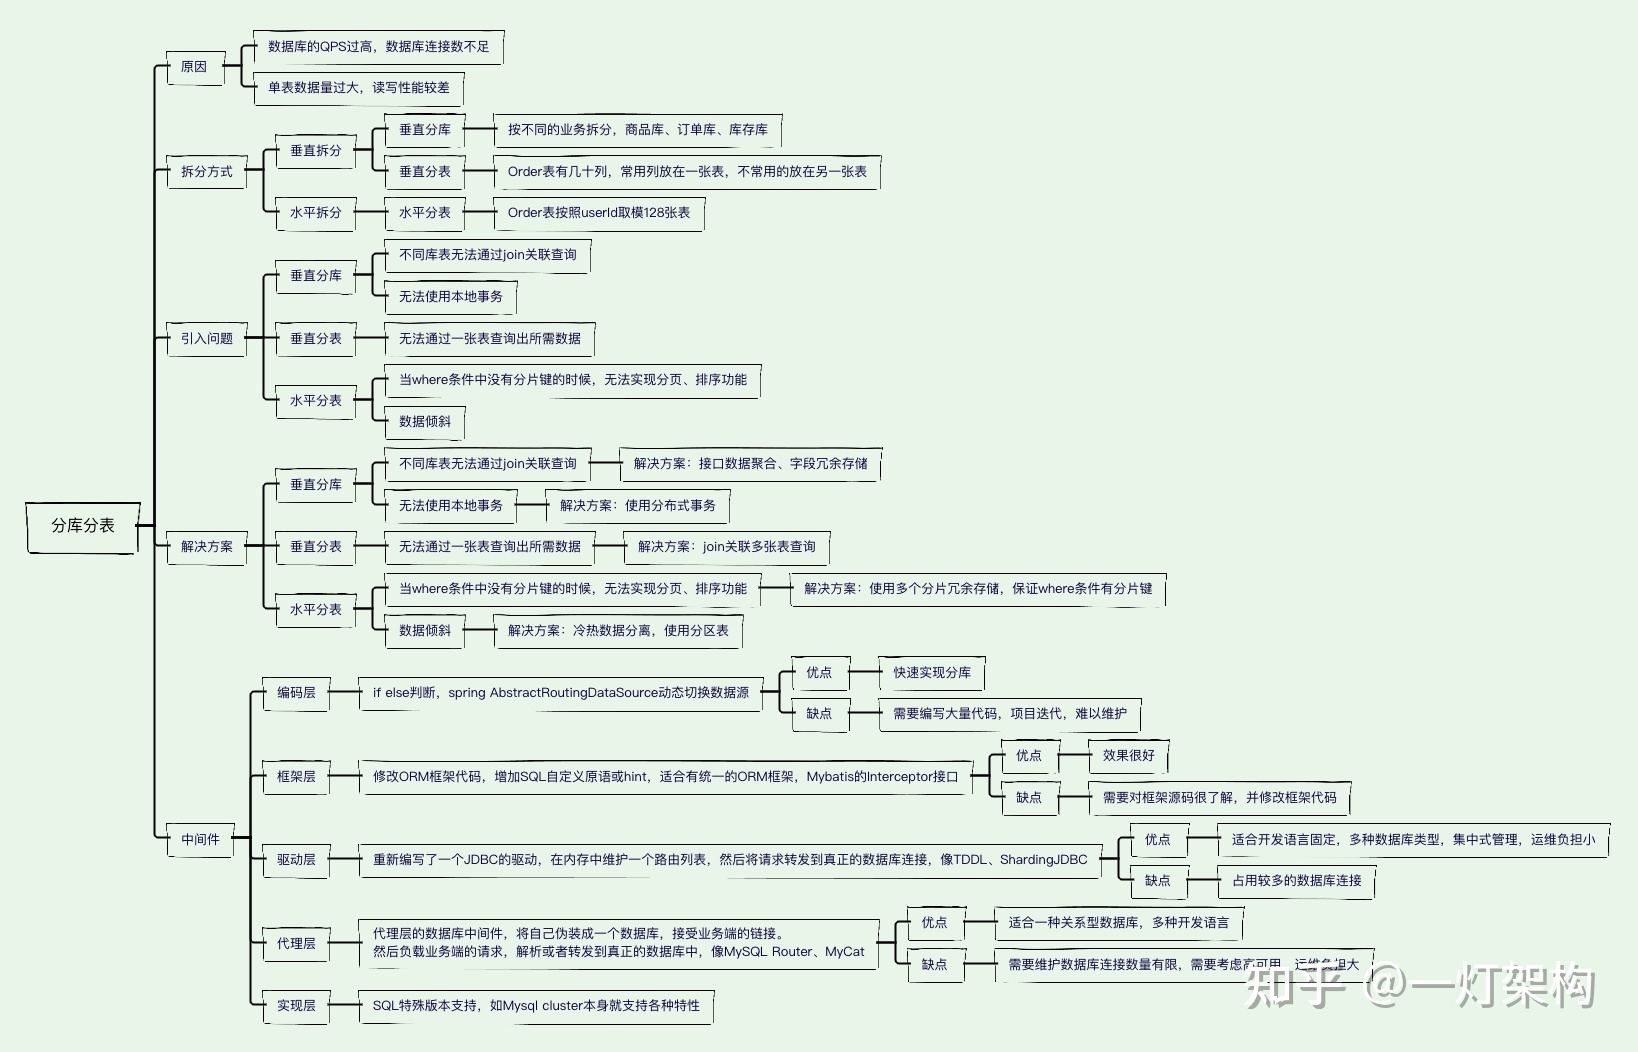 分库分表
原因
数据库的QPS过高，数据库连接数不足
单表数据量过大，读写性能较差
拆分方式
垂直拆分
垂直分库
按不同的业务拆分，商品库、订单库、库存库
垂直分表
Order表有几十列，常用列放在一张表，不常用的放在另一张表
水平拆分
水平分表
Order表按照userId取模128张表
引入问题
垂直分库
不同库表无法通过join关联查询
无法使用本地事务
垂直分表
无法通过一张表查询出所需数据
水平分表
当where条件中没有分片键的时候，无法实现分页、排序功能
数据倾斜
解决方案
垂直分库
不同库表无法通过join关联查询
解决方案：接口数据聚合、字段冗余存储
无法使用本地事务
解决方案：使用分布式事务
垂直分表
无法通过一张表查询出所需数据
解决方案：join关联多张表查询
水平分表
当where条件中没有分片键的时候，无法实现分页、排序功能
解决方案：使用多个分片冗余存储，保证where条件有分片键
数据倾斜
解决方案：冷热数据分离，使用分区表
中间件
编码层
if else判断，spring AbstractRoutingDataSource动态切换数据源
优点
快速实现分库
缺点
需要编写大量代码，项目迭代，难以维护
框架层
修改ORM框架代码，增加SQL自定义原语或hint，适合有统一的ORM框架，Mybatis的Interceptor接口
优点
效果很好
缺点
需要对框架源码很了解，并修改框架代码
驱动层
重新编写了一个JDBC的驱动，在内存中维护一个路由列表，然后将请求转发到真正的数据库连接，像TDDL、ShardingJDBC
优点
适合开发语言固定，多种数据库类型，集中式管理，运维负担小
缺点
占用较多的数据库连接
代理层
代理层的数据库中间件，将自己伪装成一个数据库，接受业务端的链接。
然后负载业务端的请求，解析或者转发到真正的数据库中，像MySQL Router、MyCat
优点
适合一种关系型数据库，多种开发语言
缺点
需要维护数据库连接数量有限，需要考虑高可用，运维负担大
实现层
SQL特殊版本支持，如Mysql cluster本身就支持各种特性
知乎 @一灯架构